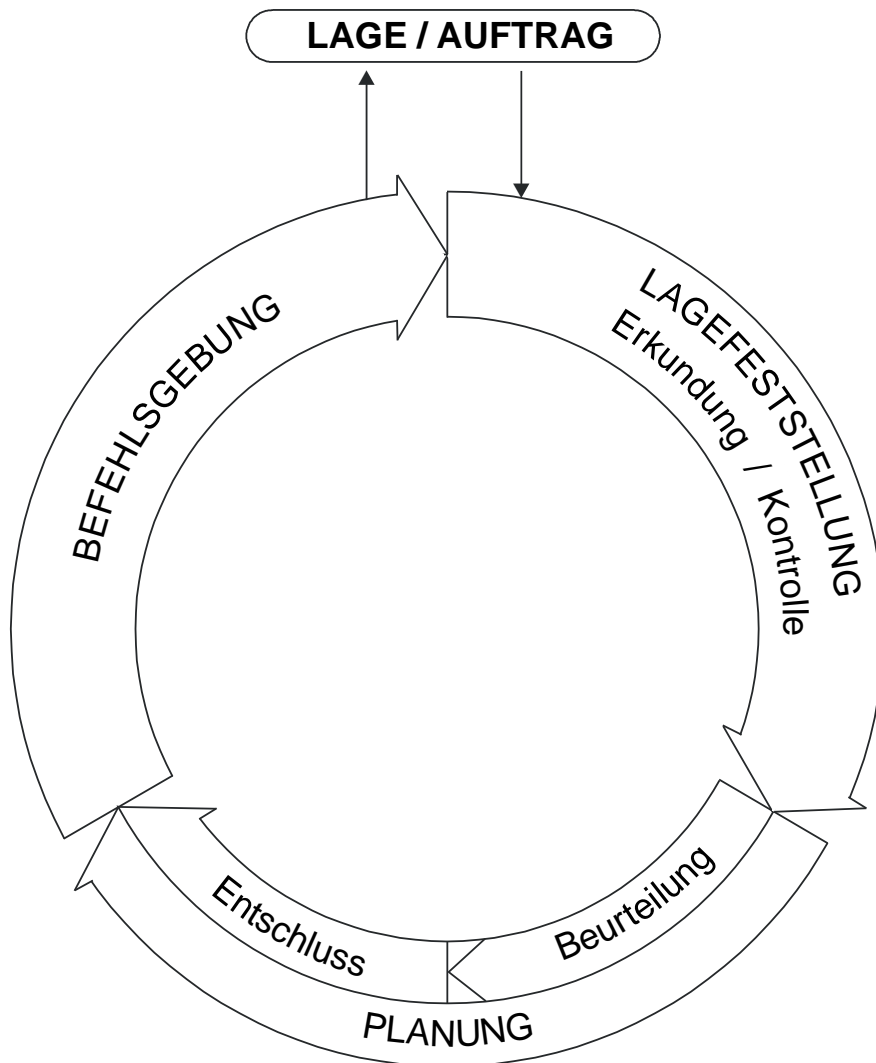 LAGE / AUFTRAG
LAGEFESTSTELLUNG
Erkundung / Kontrolle
Beurteilung
Entschluss
PLANUNG
BEFEHLSGEBUNG